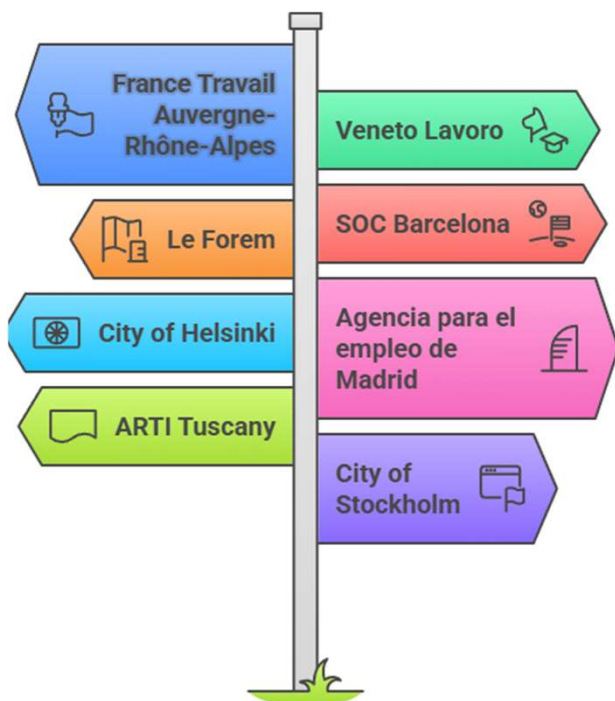 France Travail
Auvergne-
Rhône-Alpes
Veneto Lavoro
Le Forem
SOC Barcelona
City of Helsinki
Agencia para el
empleo de
Madrid
ARTI Tuscany
City of
Stockholm